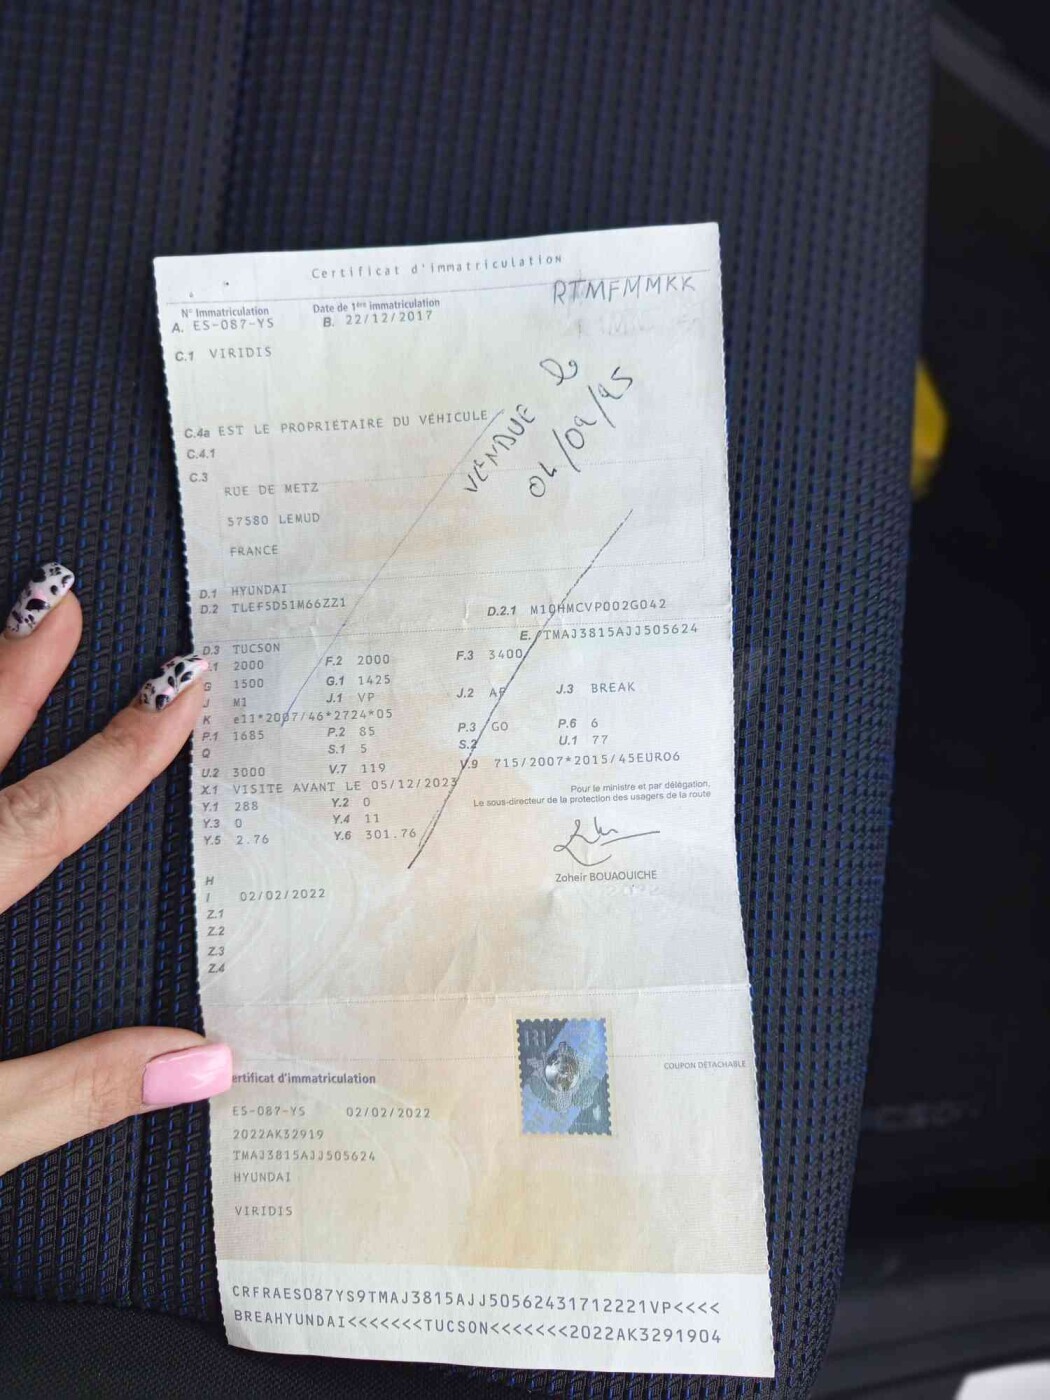 Certificat d'immatriculation
RTMFMMKK
N° Immatriculation Date de 1ère immatriculation
A. ES-087-YS B. 22/12/2017
C.1 VIRIDIS
VENDUE le
04/09/25
C.4a EST LE PROPRIETAIRE DU VÉHICULE
C.4.1
C.3
RUE DE METZ
57580 LEMUD
FRANCE
D.1 HYUNDAI
D.2 TLEF5D51M66ZZ1 D.2.1 M10HMCVP002G042
D.3 TUCSON E. TMAJ3815AJJ505624
F.1 2000 F.2 2000 F.3 3400
G 1500 G.1 1425
J M1 J.1 VP J.2 AF J.3 BREAK
K e11*2007/46*2724*05
P.1 1685 P.2 85 P.3 GO P.6 6
Q S.1 5 S.2 U.1 77
U.2 3000 V.7 119 V.9 715/2007*2015/45EURO6
X.1 VISITE AVANT LE 05/12/2023
Y.1 288 Y.2 0
Y.3 0 Y.4 11
Y.5 2.76 Y.6 301.76
Pour le ministre et par délégation,
Le sous-directeur de la protection des usagers de la route
Zoheir BOUAOUICHE
H
I 02/02/2022
Z.1
Z.2
Z.3
Z.4
COUPON DÉTACHABLE
ertificat d'immatriculation
ES-087-YS 02/02/2022
2022AK32919
TMAJ3815AJJ505624
HYUNDAI
VIRIDIS
CRFRAES087YS9TMAJ3815AJJ50562431712221VP<<<<
BREAHYUNDAI<<<<<<<TUCSON<<<<<<<2022AK3291904